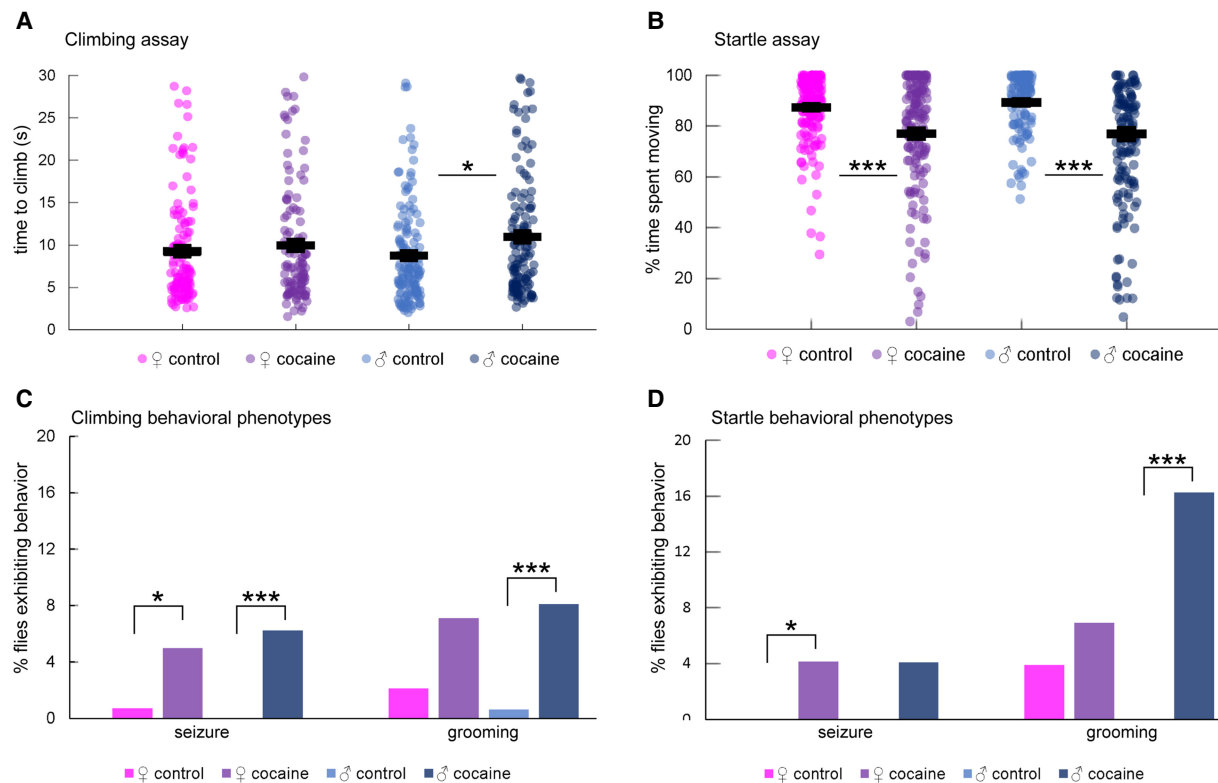 A
Climbing assay
time to climb (s)
30
25
20
15
10
5
0
*
♀ control ♀ cocaine ♂ control ♂ cocaine
B
Startle assay
% time spent moving
100
80
60
40
20
0
*** ***
♀ control ♀ cocaine ♂ control ♂ cocaine
C
Climbing behavioral phenotypes
% flies exhibiting behavior
20
16
12
8
4
0
* *** ***
seizure grooming
♀ control ♀ cocaine ♂ control ♂ cocaine
D
Startle behavioral phenotypes
% flies exhibiting behavior
20
16
12
8
4
0
* ***
seizure grooming
♀ control ♀ cocaine ♂ control ♂ cocaine